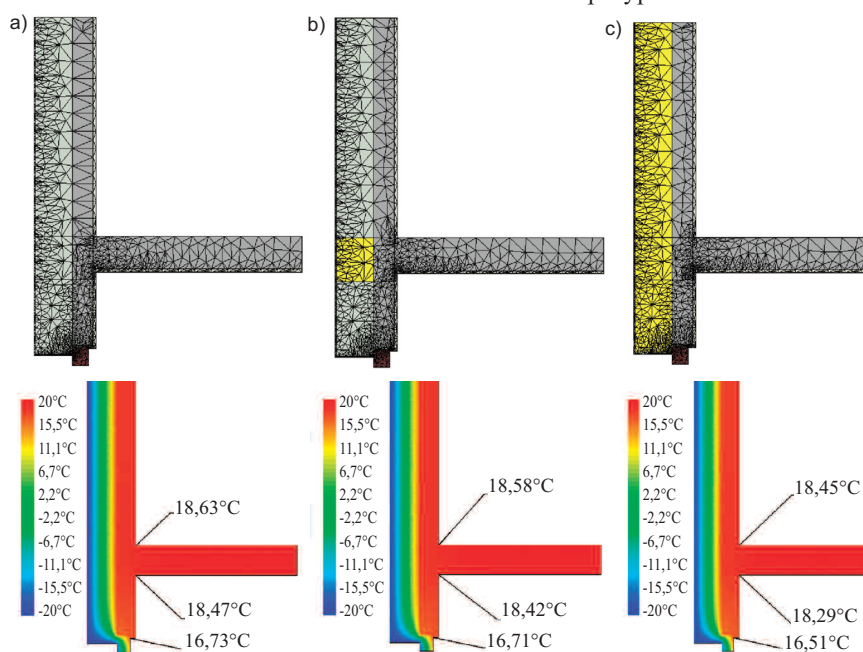 a)
b)
c)
20°C
15,5°C
11,1°C
6,7°C
2,2°C
-2,2°C
-6,7°C
-11,1°C
-15,5°C
-20°C
18,63°C
18,47°C
16,73°C
20°C
15,5°C
11,1°C
6,7°C
2,2°C
-2,2°C
-6,7°C
-11,1°C
-15,5°C
-20°C
18,58°C
18,42°C
16,71°C
20°C
15,5°C
11,1°C
6,7°C
2,2°C
-2,2°C
-6,7°C
-11,1°C
-15,5°C
-20°C
18,45°C
18,29°C
16,51°C